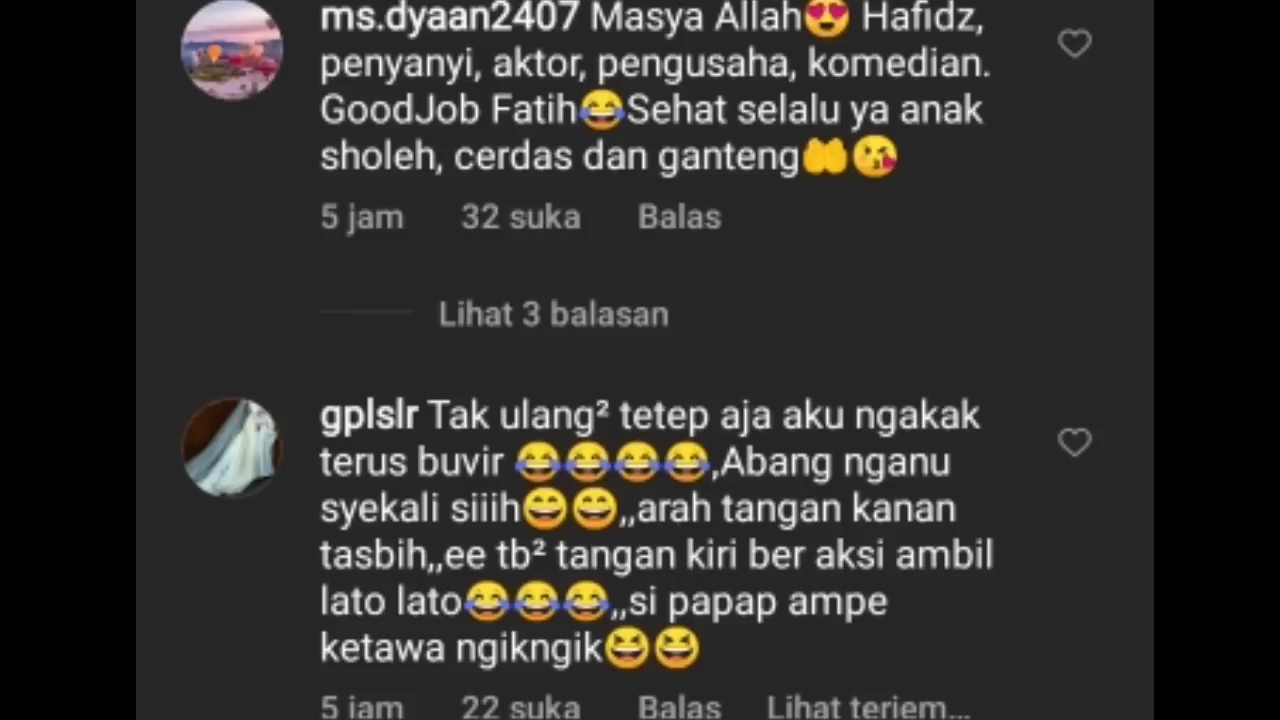 ms.dyaan2407 Masya Allah😍 Hafidz,
penyanyi, aktor, pengusaha, komedian.
GoodJob Fatih😂Sehat selalu ya anak
sholeh, cerdas dan ganteng🤲😘
5 jam 32 suka Balas
Lihat 3 balasan
gplslr Tak ulang² tetep aja aku ngakak
terus buvir 😂😂😂😂,Abang nganu
syekali siiih😄😄,,arah tangan kanan
tasbih,,ee tb² tangan kiri ber aksi ambil
lato lato😂😂😂,,si papap ampe
ketawa ngikngik😆😆
5 jam 22 suka Balas Lihat terjem...